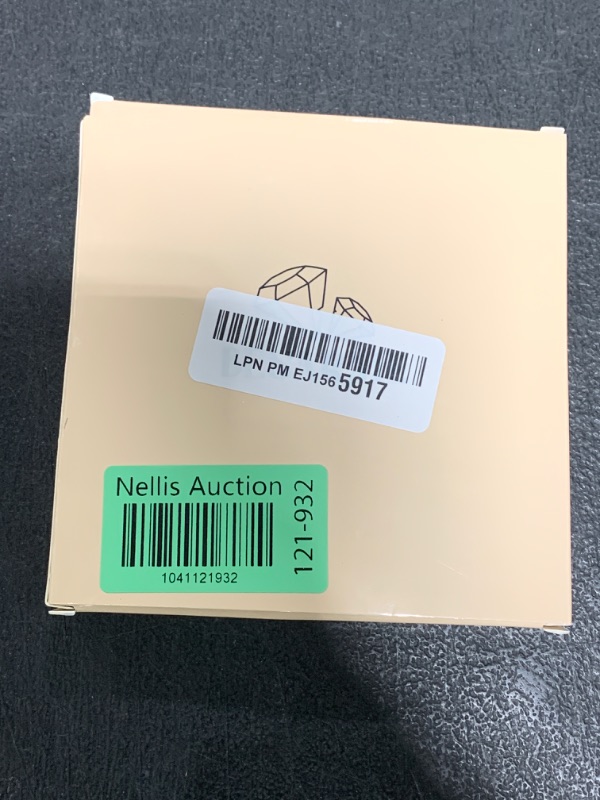 LPN PM EJ156 5917
Nellis Auction
1041121932
121-932